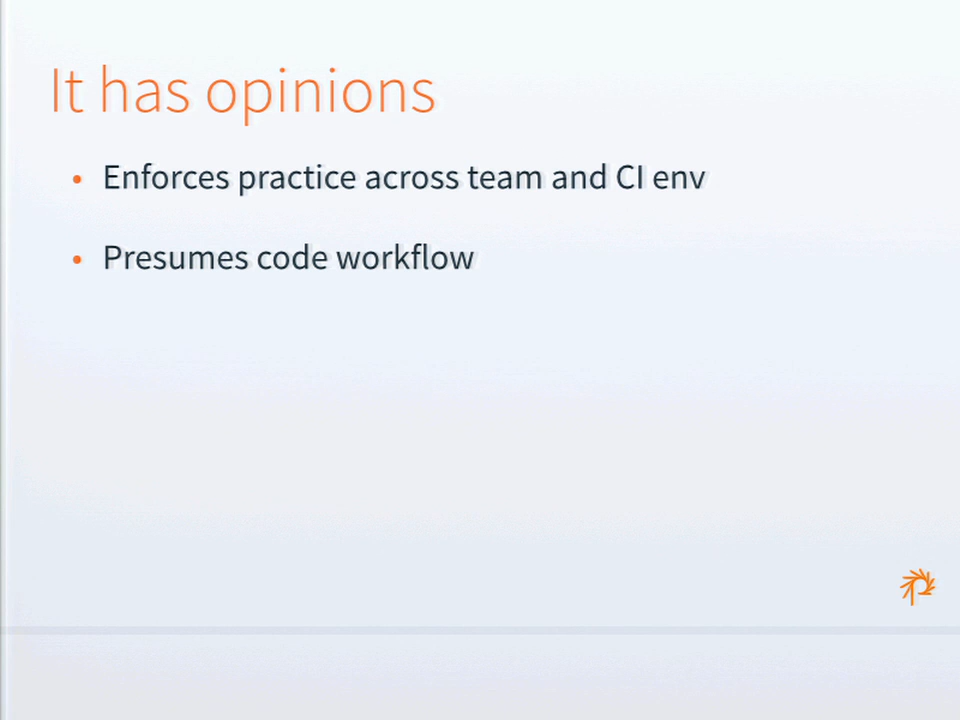 It has opinions
• Enforces practice across team and CI env
• Presumes code workflow